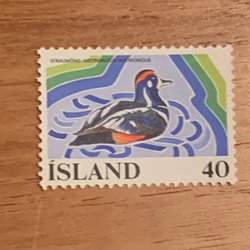 STRAUMÖND-HISTRIONICUS HISTRIONICUS
ÍSLAND 40